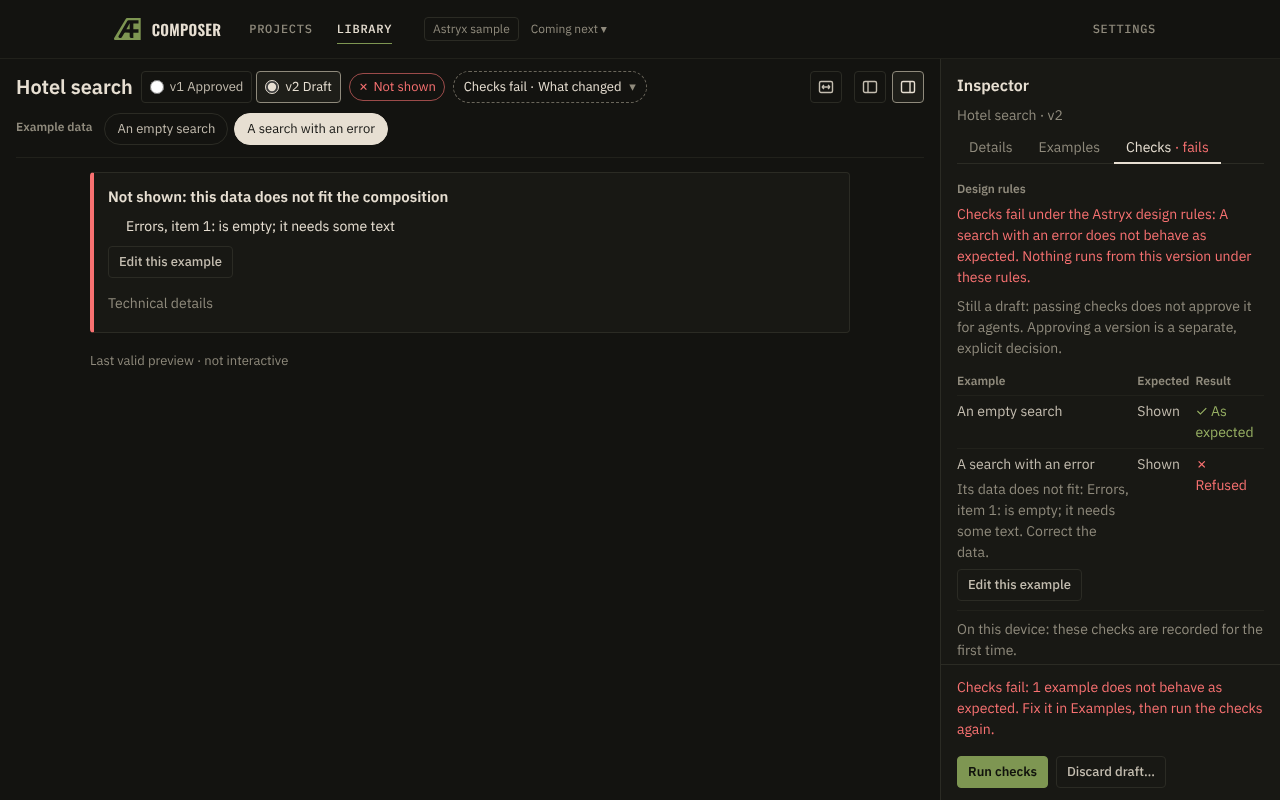 Æ COMPOSER PROJECTS LIBRARY Astryx sample Coming next ▾ SETTINGS
Hotel search v1 Approved v2 Draft × Not shown Checks fail · What changed ▾
Example data An empty search A search with an error
Not shown: this data does not fit the composition
Errors, item 1: is empty; it needs some text
Edit this example
Technical details
Last valid preview · not interactive
Inspector
Hotel search · v2
Details Examples Checks · fails
Design rules
Checks fail under the Astryx design rules: A
search with an error does not behave as
expected. Nothing runs from this version under
these rules.
Still a draft: passing checks does not approve it
for agents. Approving a version is a separate,
explicit decision.
Example Expected Result
An empty search Shown ✓ As
expected
A search with an error Shown ×
Refused
Its data does not fit: Errors,
item 1: is empty; it needs
some text. Correct the
data.
Edit this example
On this device: these checks are recorded for the
first time.
Checks fail: 1 example does not behave as
expected. Fix it in Examples, then run the checks
again.
Run checks Discard draft...